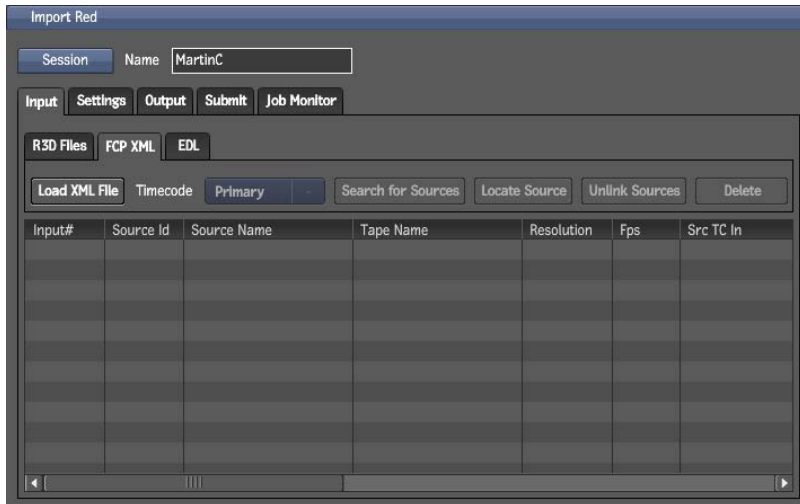 Import Red
Session Name MartinC
Input Settings Output Submit Job Monitor
R3D Files FCP XML EDL
Load XML File Timecode Primary Search for Sources Locate Source Unlink Sources Delete
Input# Source Id Source Name Tape Name Resolution Fps Src TC In